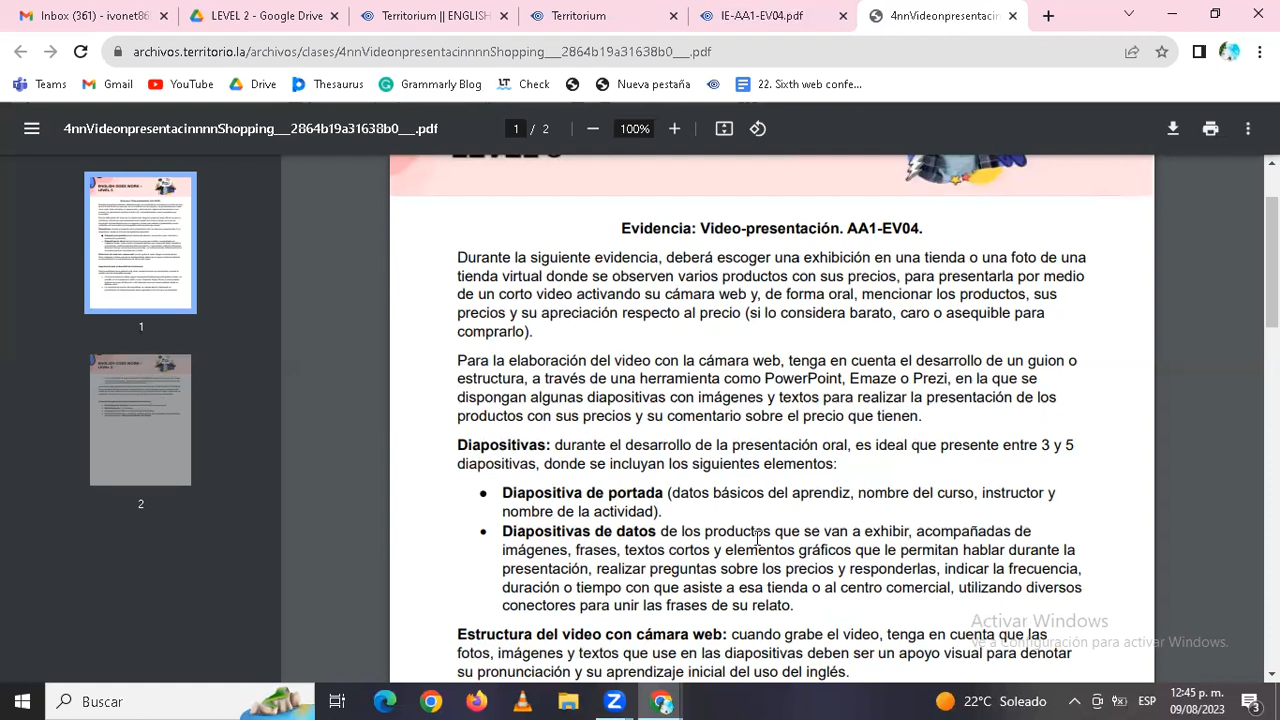 Inbox (361) - ivonet86
LEVEL 2 - Google Drive
Territorium || ENGLISH
Territorium
IE-AA1-EV04.pdf
4nnVideonpresentacin
archivos.territorio.la/archivos/clases/4nnVideonpresentacinnnnShopping___2864b19a31638b0__.pdf
Teams
Gmail
YouTube
Drive
Thesaurus
Grammarly Blog
Check
Nueva pestaña
22. Sixth web confe...
4nnVideonpresentacinnnnShopping___2864b19a31638b0__.pdf
1 / 2
100%
1
2
Evidencia: Video-presentación. AA1-EV04.
Durante la siguiente evidencia, deberá escoger una exhibición en una tienda o una foto de una
tienda virtual donde se observen varios productos con sus precios, para presentarla por medio
de un corto video activando su cámara web y, de forma oral, mencionar los productos, sus
precios y su apreciación respecto al precio (si lo considera barato, caro o asequible para
comprarlo).
Para la elaboración del video con la cámara web, tenga en cuenta el desarrollo de un guion o
estructura, a través de una herramienta como PowerPoint, Emaze o Prezi, en la que se
dispongan algunas diapositivas con imágenes y textos para realizar la presentación de los
productos con sus precios y su comentario sobre el precio que tienen.
Diapositivas: durante el desarrollo de la presentación oral, es ideal que presente entre 3 y 5
diapositivas, donde se incluyan los siguientes elementos:
● Diapositiva de portada (datos básicos del aprendiz, nombre del curso, instructor y
nombre de la actividad).
● Diapositivas de datos de los productos que se van a exhibir, acompañadas de
imágenes, frases, textos cortos y elementos gráficos que le permitan hablar durante la
presentación, realizar preguntas sobre los precios y responderlas, indicar la frecuencia,
duración o tiempo con que asiste a esa tienda o al centro comercial, utilizando diversos
conectores para unir las frases de su relato.
Estructura del video con cámara web: cuando grabe el video, tenga en cuenta que las
fotos, imágenes y textos que use en las diapositivas deben ser un apoyo visual para denotar
su pronunciación y su aprendizaje inicial del uso del inglés.
Activar Windows
Ve a Configuración para activar Windows.
Buscar
22°C Soleado
ESP
12:45 p. m.
09/08/2023
3